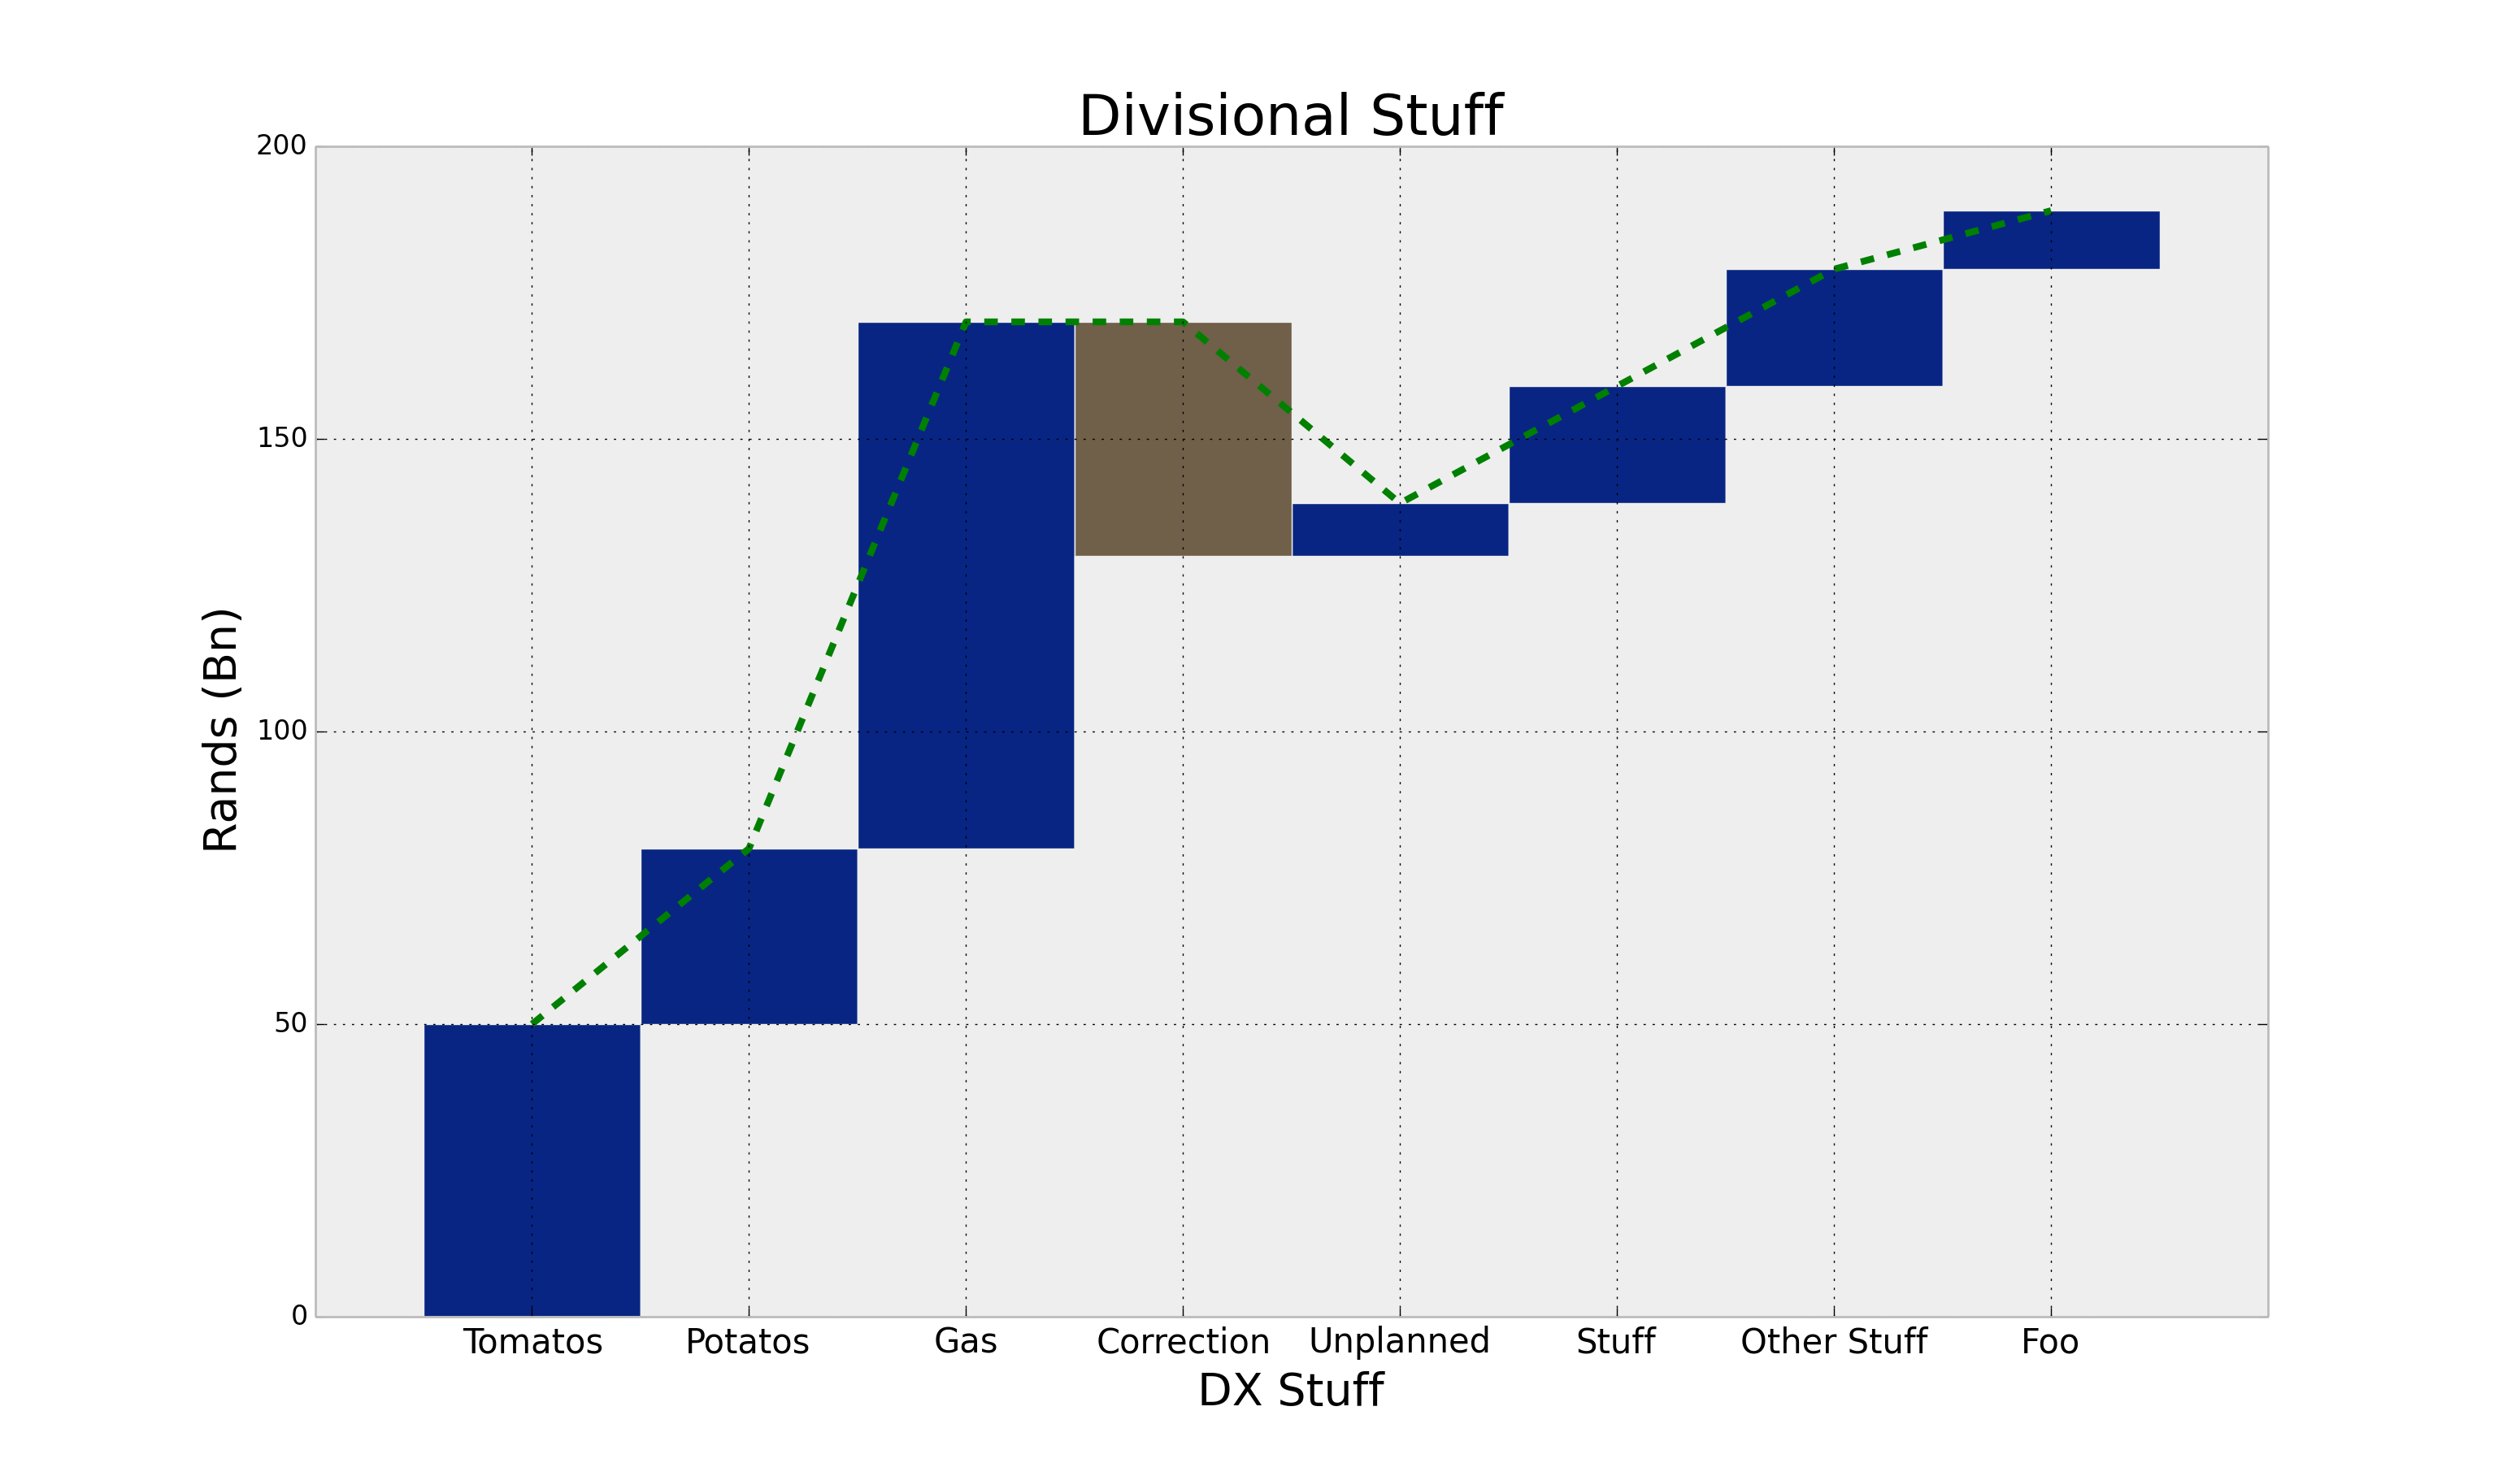 Divisional Stuff
200
150
100
50
0
Rands (Bn)
Tomatos Potatos Gas Correction Unplanned Stuff Other Stuff Foo
DX Stuff